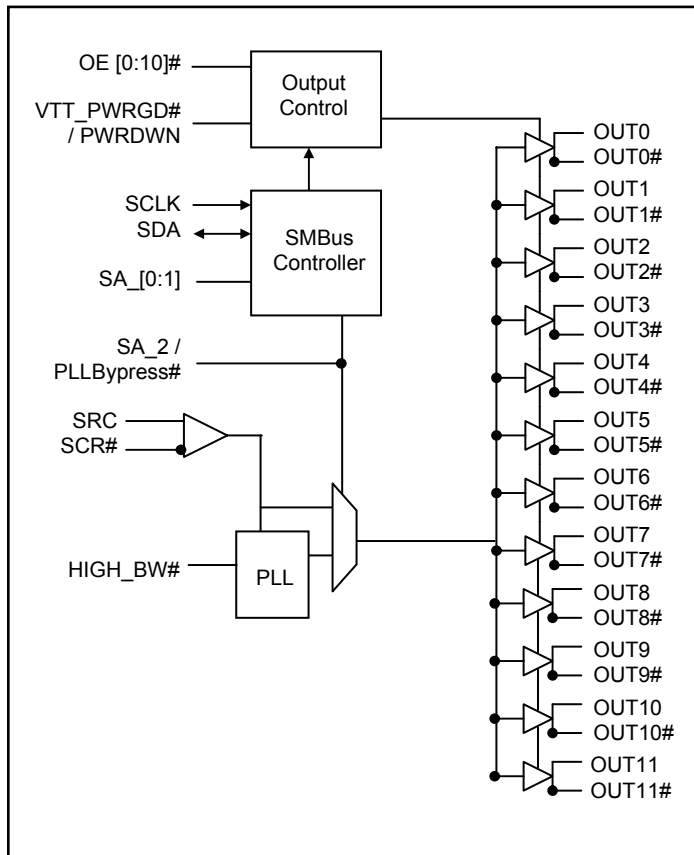 OE [0:10]#
VTT_PWRGD#
/ PWRDWN
Output
Control
SCLK
SDA
SA_[0:1]
SMBus
Controller
SA_2 /
PLLBypress#
SRC
SCR#
HIGH_BW#
PLL
OUT0
OUT0#
OUT1
OUT1#
OUT2
OUT2#
OUT3
OUT3#
OUT4
OUT4#
OUT5
OUT5#
OUT6
OUT6#
OUT7
OUT7#
OUT8
OUT8#
OUT9
OUT9#
OUT10
OUT10#
OUT11
OUT11#